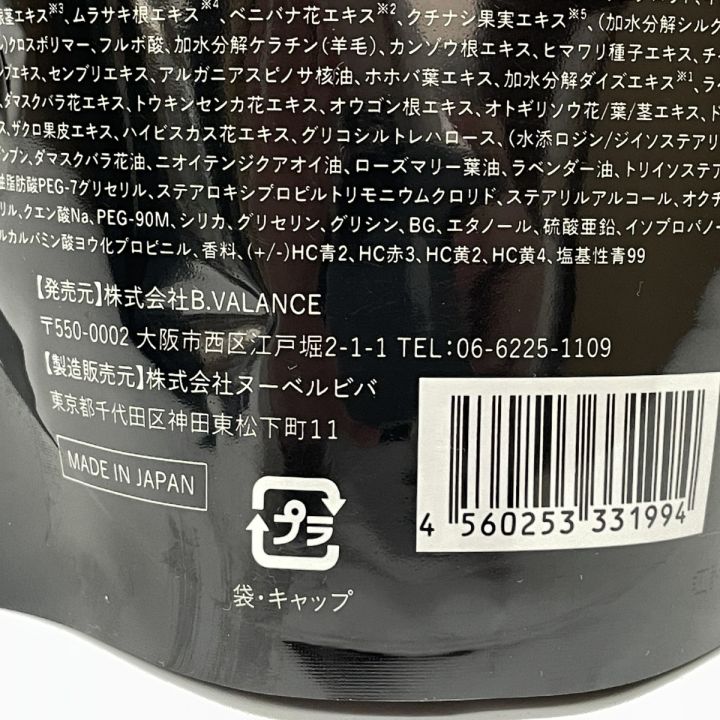 根茎エキス※3、ムラサキ根エキス※4、ベニバナ花エキス※2、クチナシ果実エキス※5、(加水分解シルク
)クロスポリマー、フルボ酸、加水分解ケラチン(羊毛)、カンゾウ根エキス、ヒマワリ種子エキス、チ
エキス、センブリエキス、アルガニアスピノサ核油、ホホバ葉エキス、加水分解ダイズエキス※1、ラ
ダマスクバラ花エキス、トウキンセンカ花エキス、オウゴン根エキス、オトギリソウ花/葉/茎エキス、ド
ス、ザクロ果皮エキス、ハイビスカス花エキス、グリコシルトレハロース、(水添ロジン/ジイソステアリ
デンプン、ダマスクバラ花油、ニオイテンジクアオイ油、ローズマリー葉油、ラベンダー油、トリイソステア
油脂肪酸PEG-7グリセリル、ステアロキシプロピルトリモニウムクロリド、ステアリルアルコール、オクチ
リル、クエン酸Na、PEG-90M、シリカ、グリセリン、グリシン、BG、エタノール、硫酸亜鉛、イソプロパノー
ルカルバミン酸ヨウ化プロピニル、香料、(+/-)HC青2、HC赤3、HC黄2、HC黄4、塩基性青99
【発売元】株式会社B.VALANCE
〒550-0002 大阪市西区江戸堀2-1-1 TEL:06-6225-1109
【製造販売元】株式会社ヌーベルビバ
東京都千代田区神田東松下町11
MADE IN JAPAN
プラ
袋・キャップ
4 560253 331994